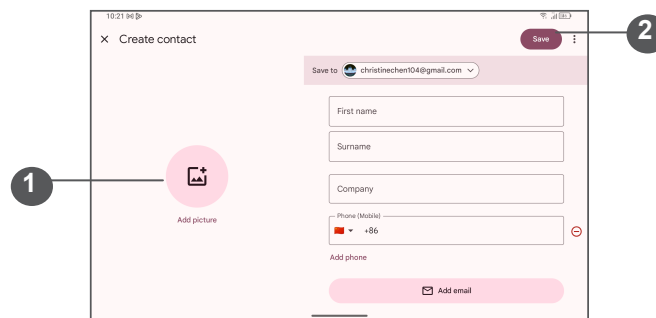 10:21
2
Create contact
Save
Save to christinechen104@gmail.com
First name
Surname
1
Company
Add picture
Phone (Mobile)
+86
Add phone
Add email